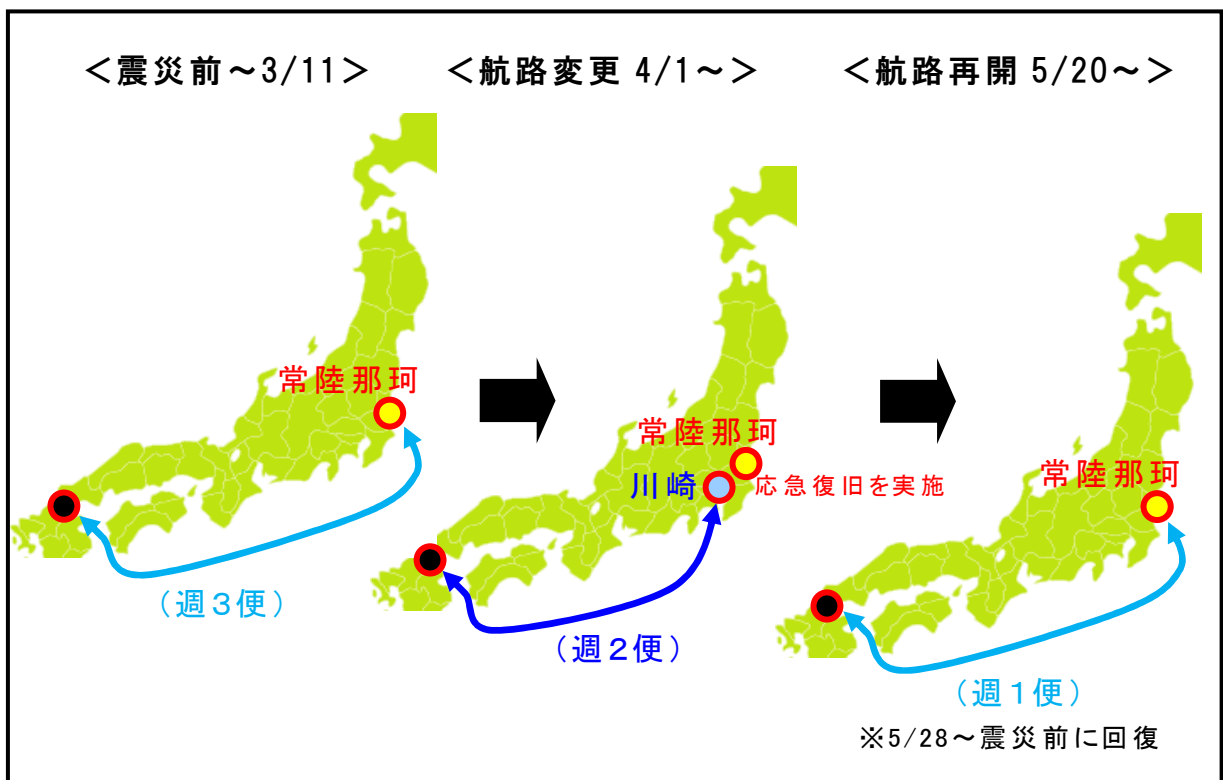 ＜震災前～3/11＞
＜航路変更 4/1～＞
＜航路再開 5/20～＞
常陸那珂
（週３便）
常陸那珂
川崎
応急復旧を実施
（週２便）
常陸那珂
（週１便）
※5/28～震災前に回復